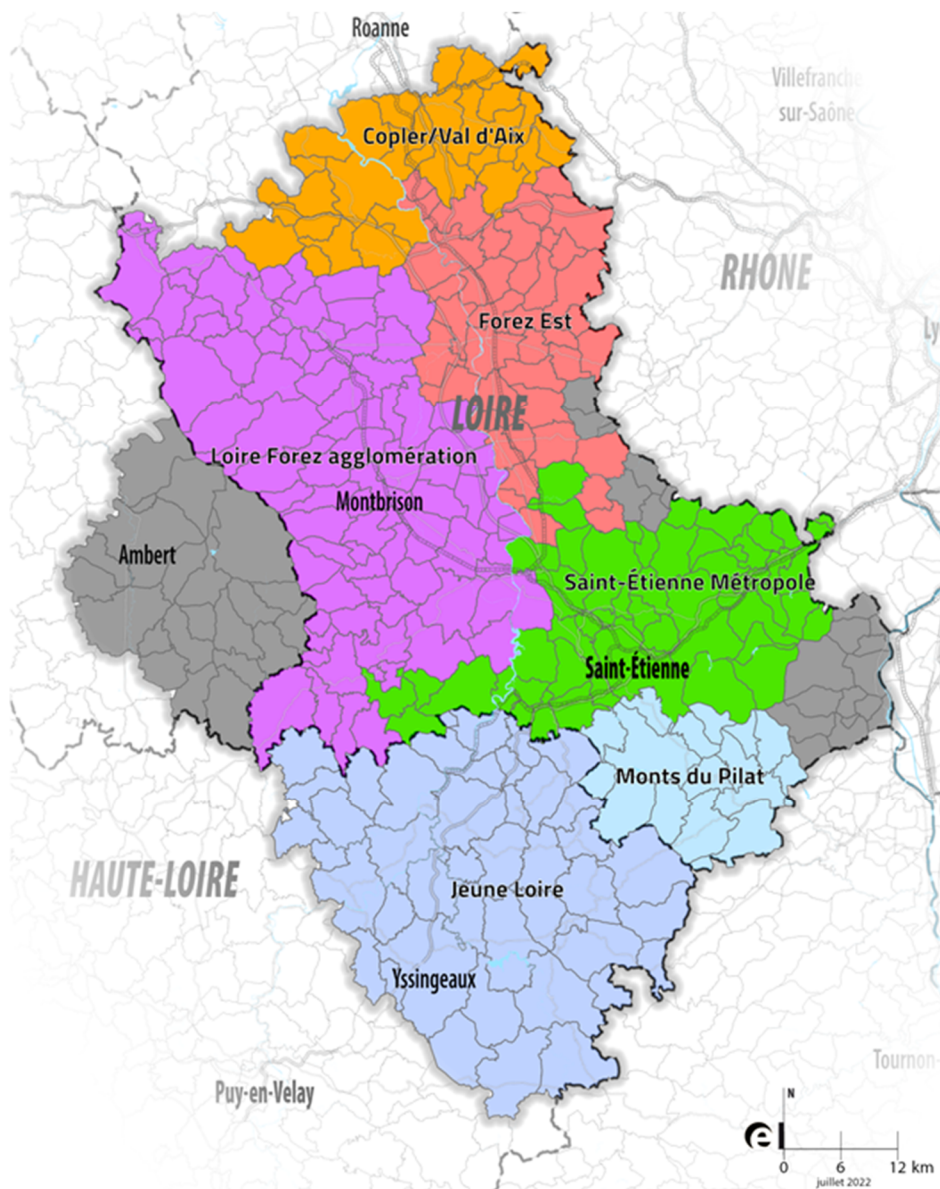 Roanne
Villefranche
sur-Saône
Copler/Val d'Aix
RHONE
Forez Est
Ly
LOIRE
Loire Forez agglomération
Montbrison
Ambert
Saint-Étienne Métropole
Saint-Étienne
Monts du Pilat
HAUTE-LOIRE
Jeune Loire
Yssingeaux
Tournon-
Puy-en-Velay
N
e
0 6 12 km
juillet 2022